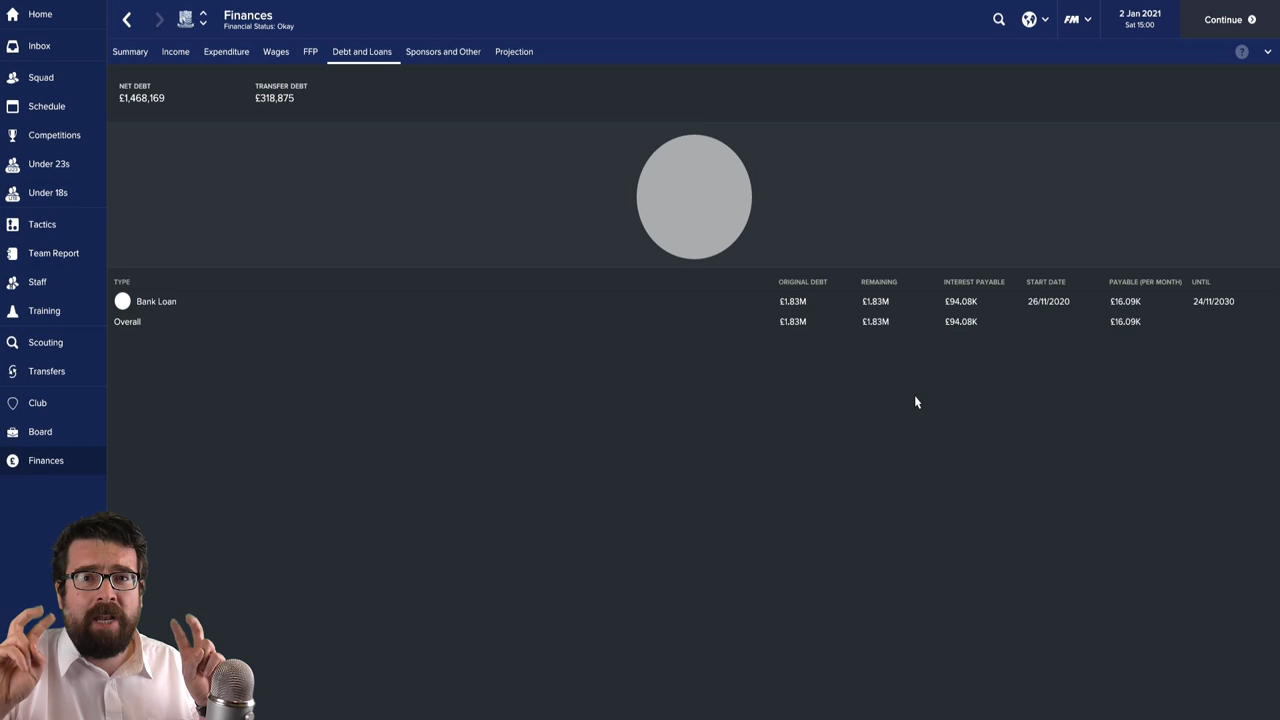 Home
Inbox
Squad
Schedule
Competitions
Under 23s
Under 18s
Tactics
Team Report
Staff
Training
Scouting
Transfers
Club
Board
Finances
Finances
Financial Status: Okay
FM
2 Jan 2021
Sat 15:00
Continue
Summary Income Expenditure Wages FFP Debt and Loans Sponsors and Other Projection ?
NET DEBT TRANSFER DEBT
£1,468,169 £318,875
TYPE ORIGINAL DEBT REMAINING INTEREST PAYABLE START DATE PAYABLE (PER MONTH) UNTIL
Bank Loan £1.83M £1.83M £94.08K 26/11/2020 £16.09K 24/11/2030
Overall £1.83M £1.83M £94.08K £16.09K